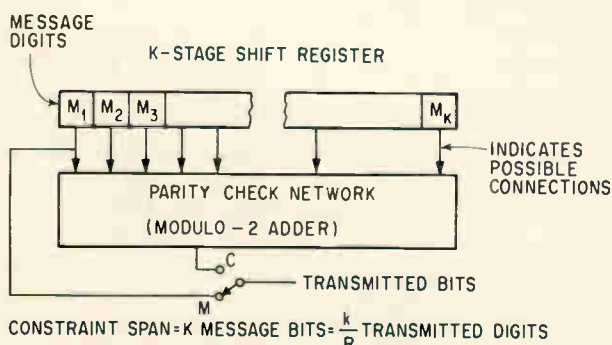 MESSAGE
DIGITS
K-STAGE SHIFT REGISTER
M₁ M₂ M₃ M_K
INDICATES
POSSIBLE
CONNECTIONS
PARITY CHECK NETWORK
(MODULO-2 ADDER)
C
TRANSMITTED BITS
M
CONSTRAINT SPAN=K MESSAGE BITS=k/R TRANSMITTED DIGITS